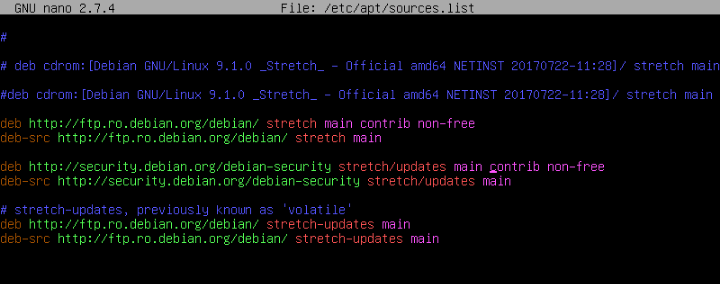 GNU nano 2.7.4 File: /etc/apt/sources.list
#
# deb cdrom:[Debian GNU/Linux 9.1.0 _Stretch_ - Official amd64 NETINST 20170722-11:28]/ stretch main
#deb cdrom:[Debian GNU/Linux 9.1.0 _Stretch_ - Official amd64 NETINST 20170722-11:28]/ stretch main
deb http://ftp.ro.debian.org/debian/ stretch main contrib non-free
deb-src http://ftp.ro.debian.org/debian/ stretch main
deb http://security.debian.org/debian-security stretch/updates main contrib non-free
deb-src http://security.debian.org/debian-security stretch/updates main
# stretch-updates, previously known as 'volatile'
deb http://ftp.ro.debian.org/debian/ stretch-updates main
deb-src http://ftp.ro.debian.org/debian/ stretch-updates main